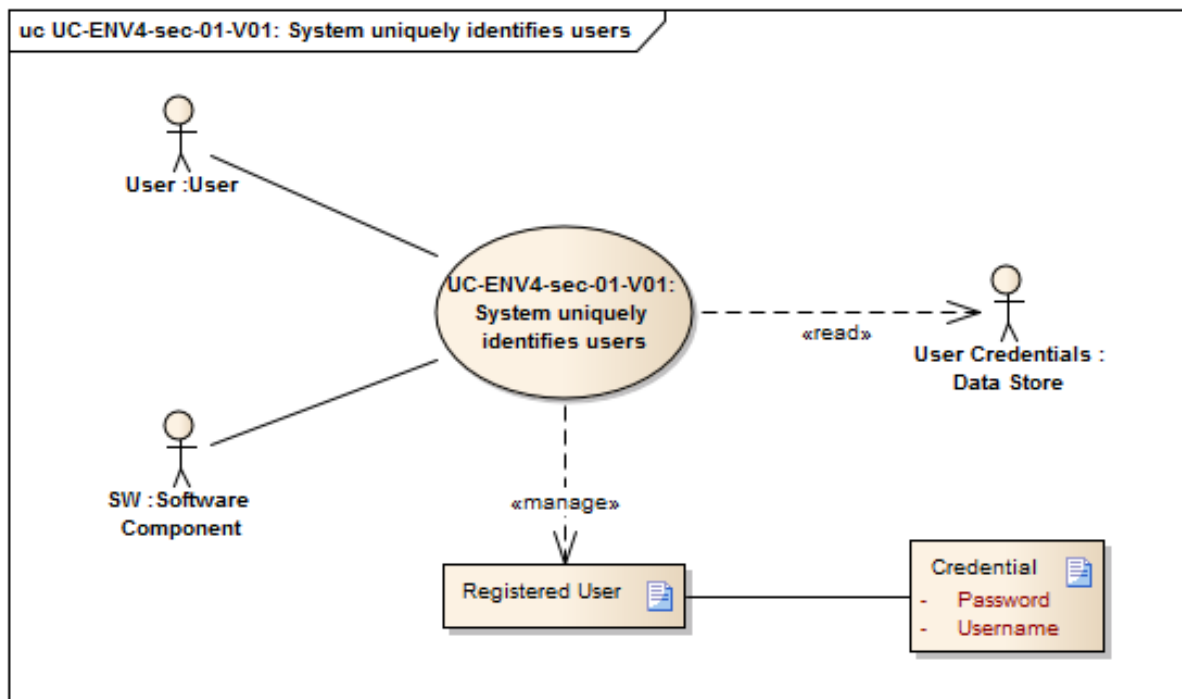 uc UC-ENV4-sec-01-V01: System uniquely identifies users
User :User
UC-ENV4-sec-01-V01:
System uniquely
identifies users
«read»
User Credentials :
Data Store
SW :Software
Component
«manage»
Registered User
Credential
- Password
- Username